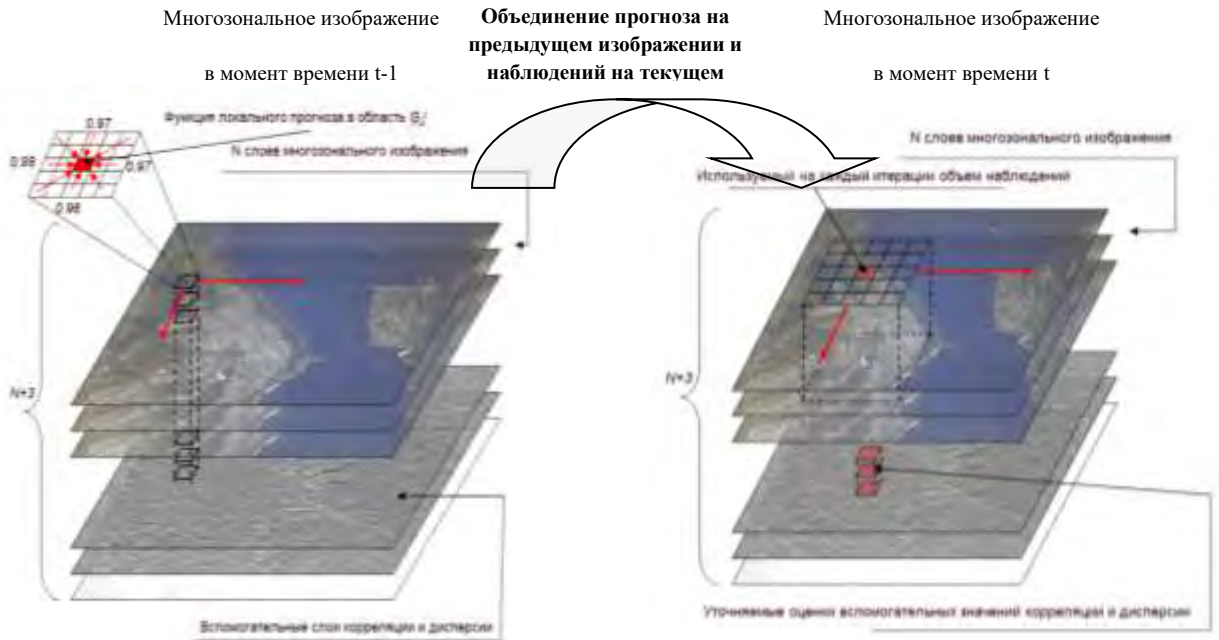 Многозональное изображение
в момент времени t-1
Объединение прогноза на
предыдущем изображении и
наблюдений на текущем
Многозональное изображение
в момент времени t
Функция локального прогноза в область
N слоев многозонального изображения
0.97
0.98
0.97
0.98
N+3
Вспомогательные слои корреляции и дисперсии
N слоев многозонального изображения
Используемый на каждый итерации объем наблюдений
N+3
Уточняемые оценки вспомогательных значений корреляции и дисперсии